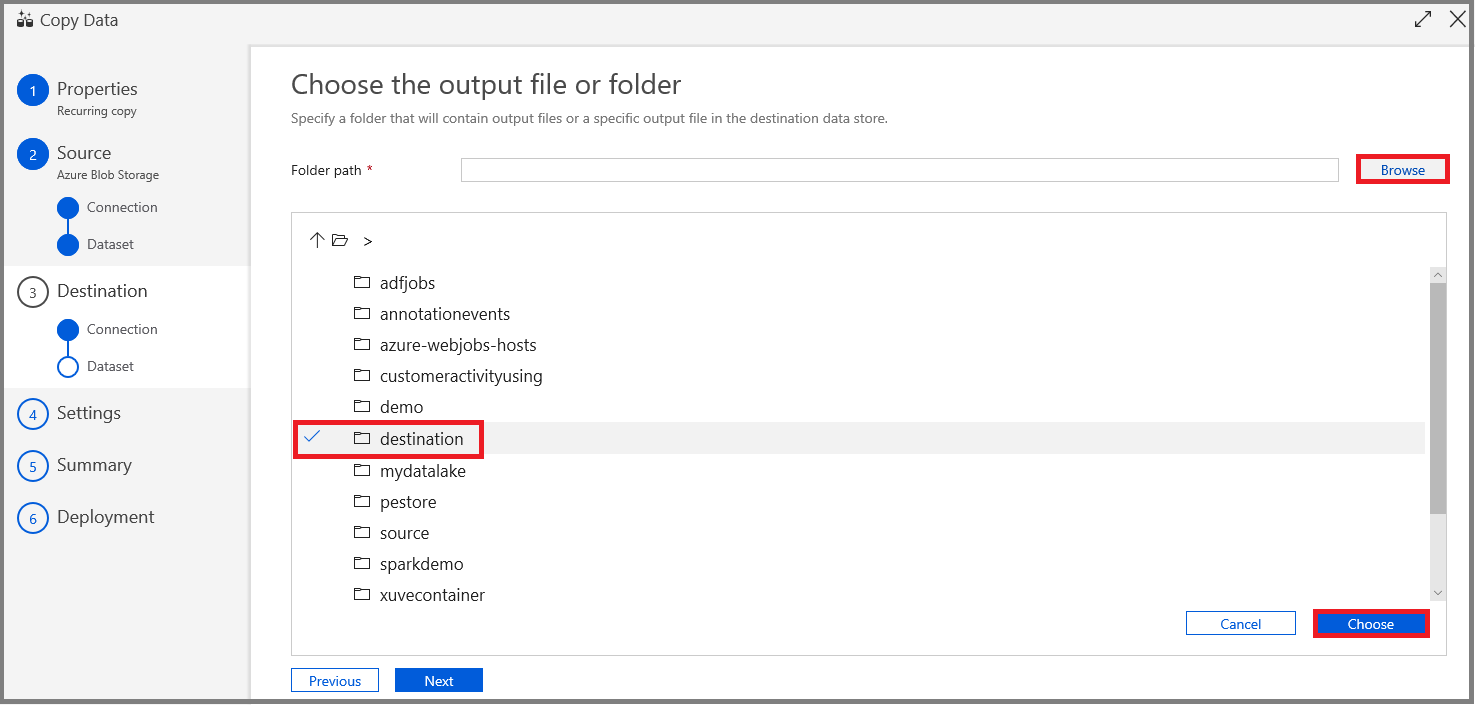 Copy Data
1 Properties
Recurring copy
2 Source
Azure Blob Storage
Connection
Dataset
3 Destination
Connection
Dataset
4 Settings
5 Summary
6 Deployment
Choose the output file or folder
Specify a folder that will contain output files or a specific output file in the destination data store.
Folder path * Browse
>
adfjobs
annotationevents
azure-webjobs-hosts
customeractivityusing
demo
destination
mydatalake
pestore
source
sparkdemo
xuvecontainer
Cancel Choose
Previous Next